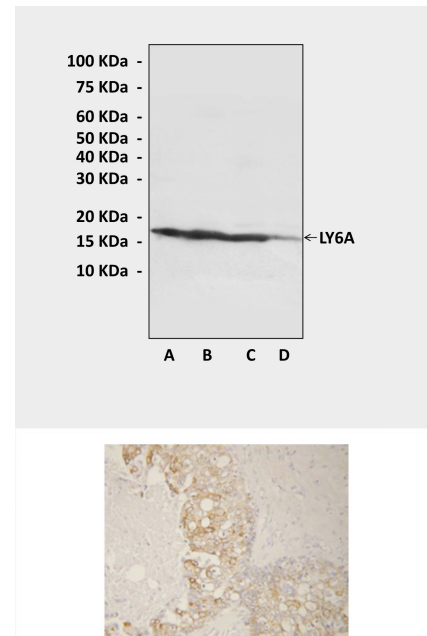 100 KDa -
75 KDa -
60 KDa -
50 KDa -
40 KDa -
30 KDa -
20 KDa -
15 KDa -
←LY6A
10 KDa -
A B C D